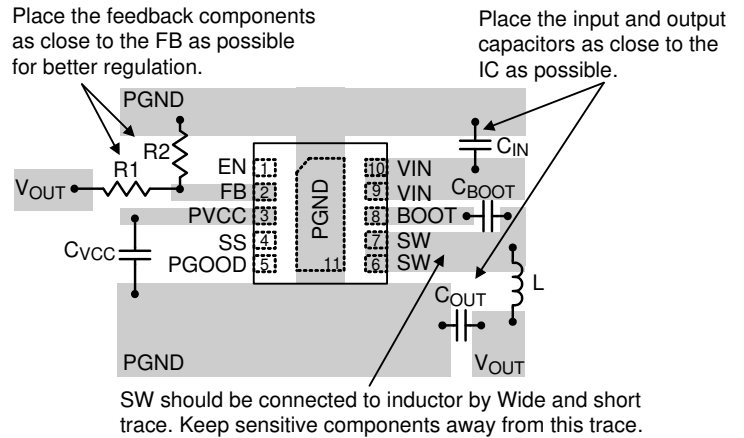 Place the feedback components
as close to the FB as possible
for better regulation.
Place the input and output
capacitors as close to the
IC as possible.
PGND
R2
R1
VOUT
CIN
EN 1
FB 2
PVCC 3
SS 4
PGOOD 5
PGND
11
10 VIN
9 VIN
8 BOOT
7 SW
6 SW
CBOOT
CVCC
L
COUT
PGND
VOUT
SW should be connected to inductor by Wide and short
trace. Keep sensitive components away from this trace.